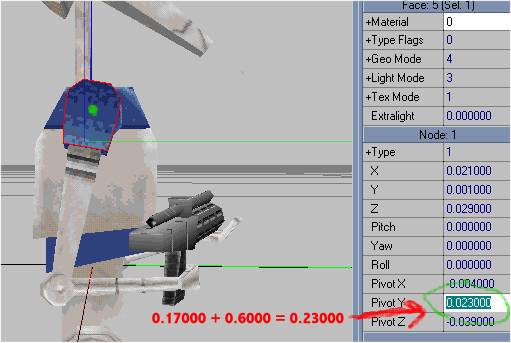 Face: 5 (Sel. 1)
+Material 0
+Type Flags 0
+Geo Mode 4
+Light Mode 3
+Tex Mode 1
Extralight 0.000000
Node: 1
+Type 1
X 0.021000
Y 0.001000
Z 0.029000
Pitch 0.000000
Yaw 0.000000
Roll 0.000000
Pivot X -0.004000
Pivot Y 0.023000
Pivot Z -0.039000
0.17000 + 0.6000 = 0.23000